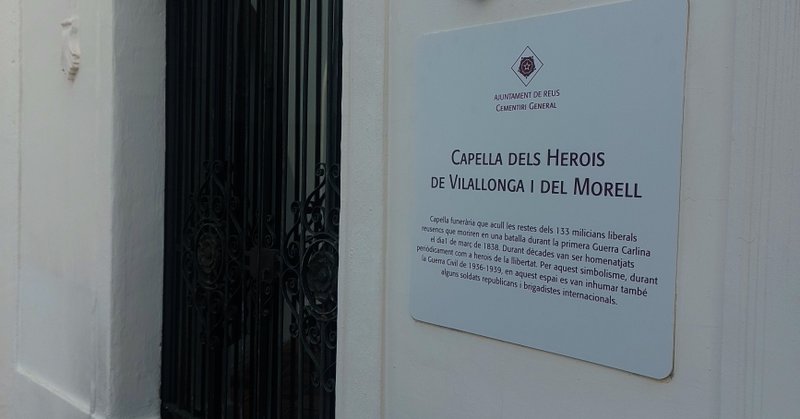 Ajuntament de Reus
Cementiri General
Capella dels Herois
de Vilallonga i del Morell
Capella funerària que acull les restes dels 133 milicians liberals
reusencs que moriren en una batalla durant la primera Guerra Carlina
el dia1 de març de 1838. Durant dècades van ser homenatjats
periòdicament com a herois de la llibertat. Per aquest simbolisme, durant
la Guerra Civil de 1936-1939, en aquest espai es van inhumar també
alguns soldats republicans i brigadistes internacionals.